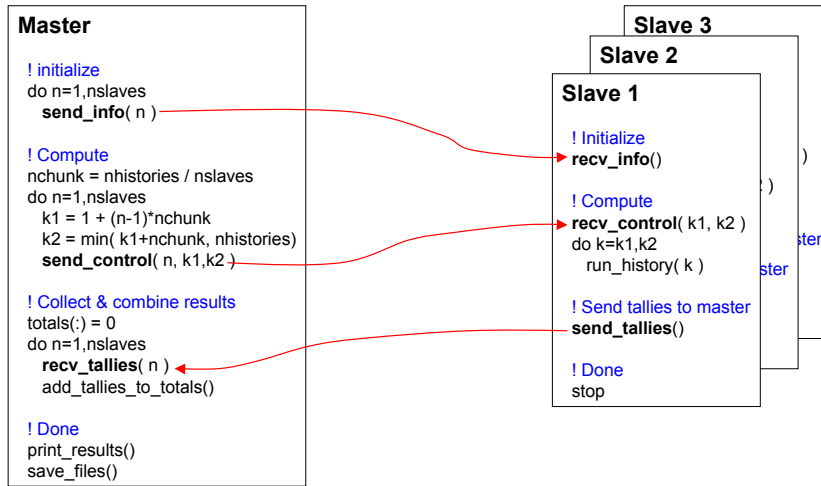 Master
! initialize
do n=1,nslaves
send_info( n )
! Compute
nchunk = nhistories / nslaves
do n=1,nslaves
k1 = 1 + (n-1)*nchunk
k2 = min( k1+nchunk, nhistories)
send_control( n, k1,k2 )
! Collect & combine results
totals(:) = 0
do n=1,nslaves
recv_tallies( n )
add_tallies_to_totals()
! Done
print_results()
save_files()
Slave 3
)
ster
Slave 2
2 )
ster
Slave 1
! Initialize
recv_info()
! Compute
recv_control( k1, k2 )
do k=k1,k2
run_history( k )
! Send tallies to master
send_tallies()
! Done
stop